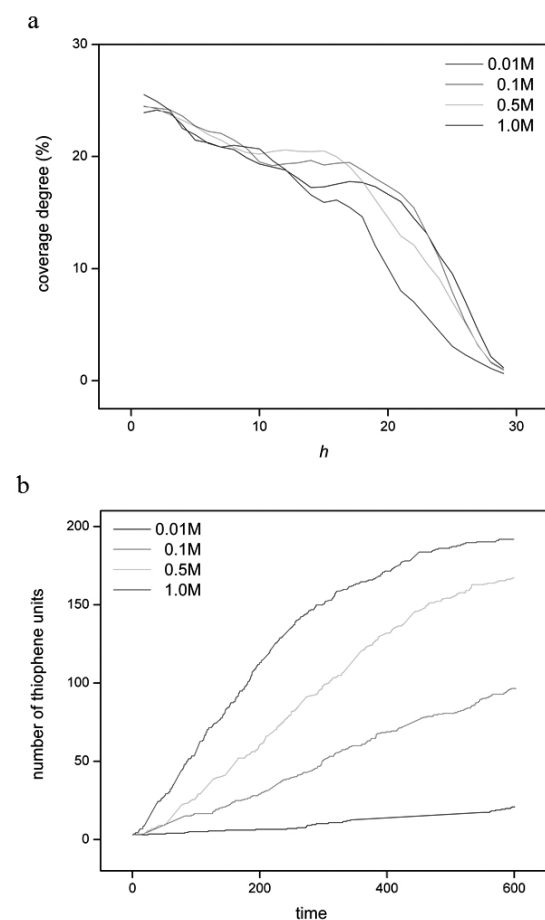 a
30
20
10
0
coverage degree (%)
0.01M
0.1M
0.5M
1.0M
0 10 20 30
h
b
200
150
100
50
0
number of thiophene units
0.01M
0.1M
0.5M
1.0M
0 200 400 600
time